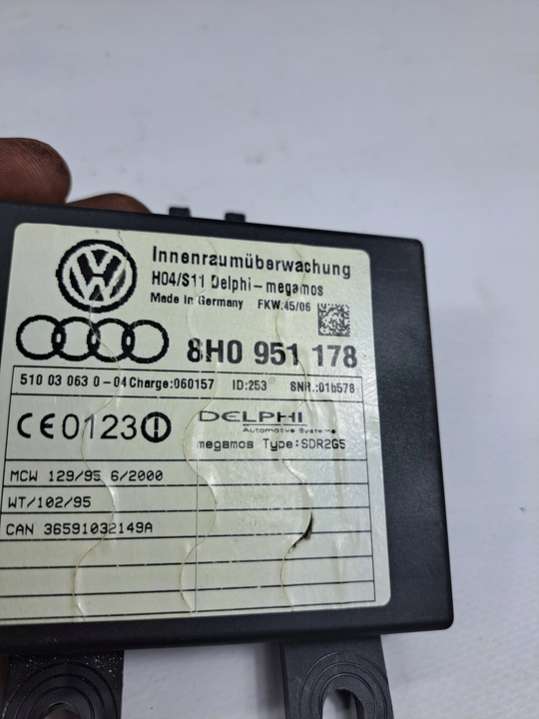 Innenraumüberwachung
H04/S11 Delphi-megamos
Made in Germany FKW.45/06
8H0 951 178
510 03 063 0 -04 Charge:060157 ID:253 SNR.:01b578
CE0123
DELPHI
Automotive Systems
megamos Type:SDR2G5
MCW 129/95 6/2000
WT/102/95
CAN 36591032149A